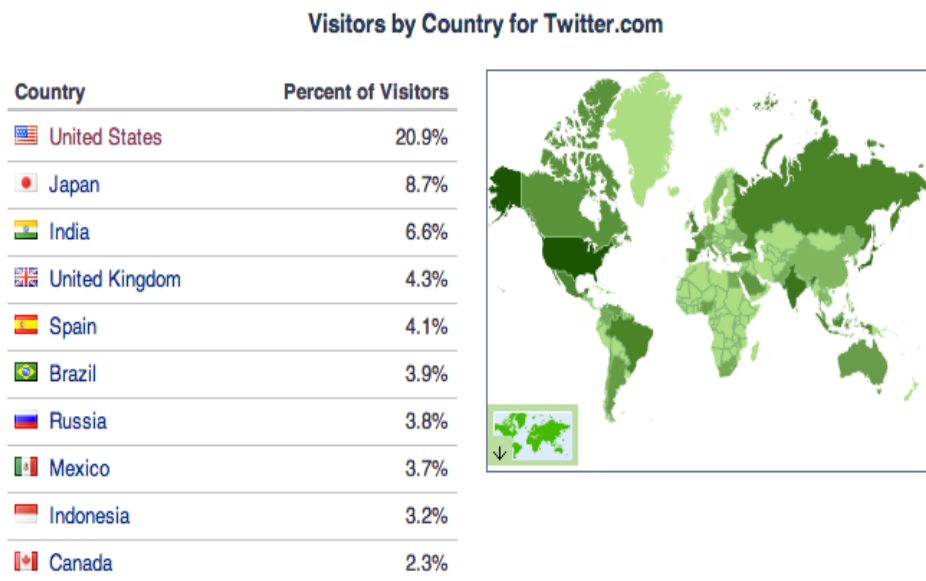 Visitors by Country for Twitter.com
Country Percent of Visitors
United States 20.9%
Japan 8.7%
India 6.6%
United Kingdom 4.3%
Spain 4.1%
Brazil 3.9%
Russia 3.8%
Mexico 3.7%
Indonesia 3.2%
Canada 2.3%